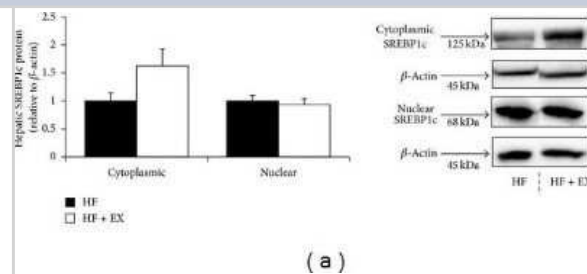 Hepatic SREBP1c protein
(relative to β-actin)
2.5
2
1.5
1
0.5
0
Cytoplasmic
Nuclear
HF
HF + EX
Cytoplasmic
SREBP1c
125 kDa
β-Actin
45 kDa
Nuclear
SREBP1c
68 kDa
β-Actin
45 kDa
HF
HF + EX
(a)